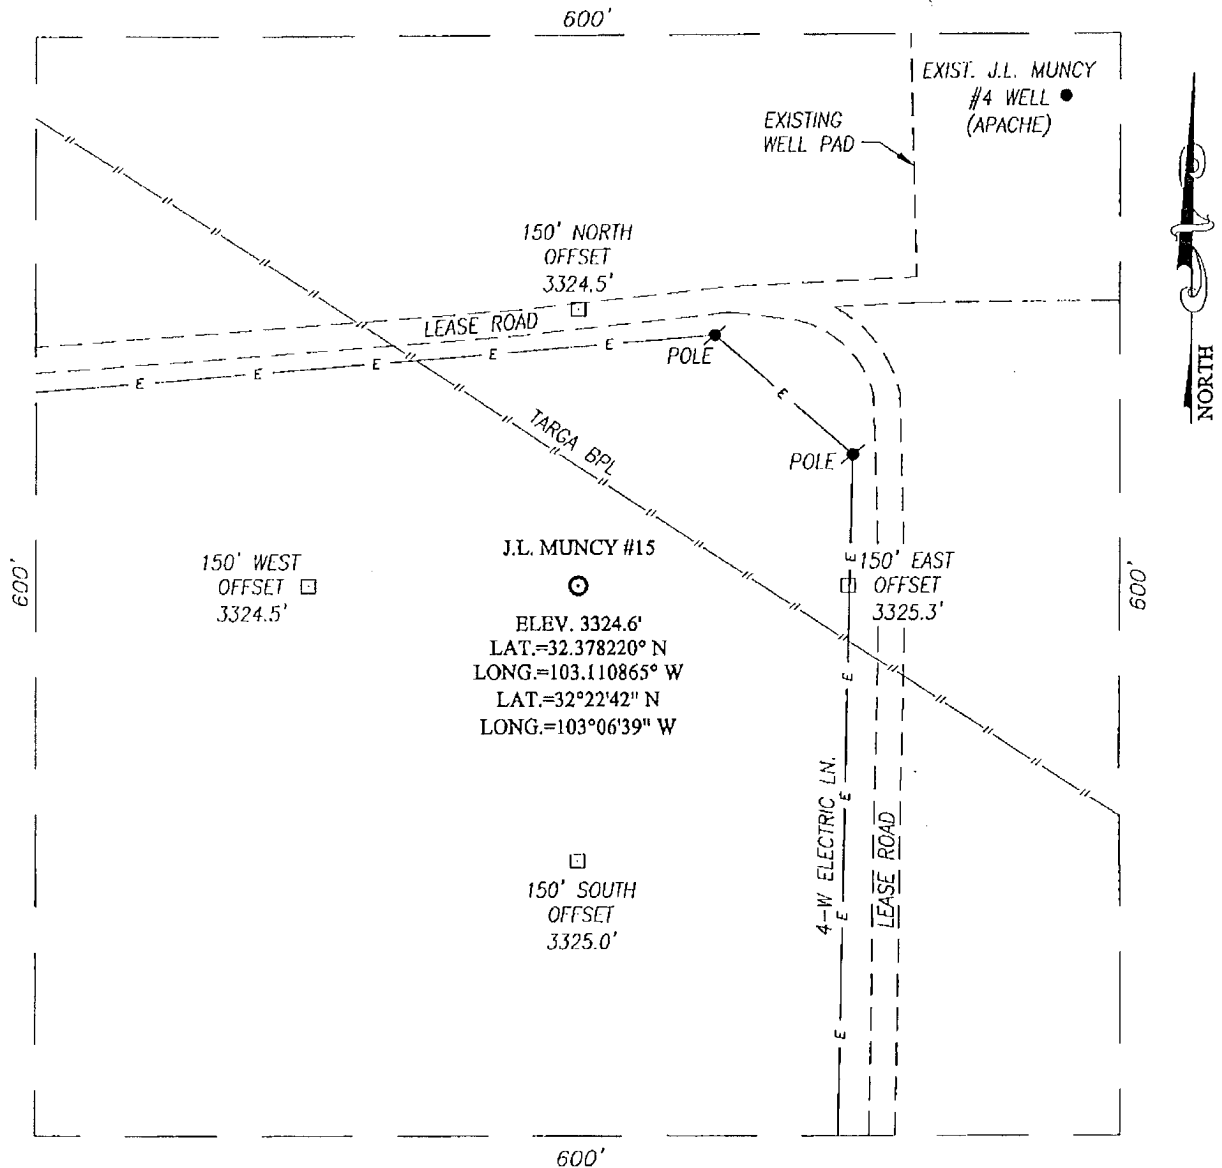 600'
EXIST. J.L. MUNCY
#4 WELL
(APACHE)
EXISTING
WELL PAD
150' NORTH
OFFSET
3324.5'
LEASE ROAD
E E E E E
POLE
E
POLE
TARGA BPL
NORTH
600'
150' WEST
OFFSET
3324.5'
J.L. MUNCY #15
ELEV. 3324.6'
LAT.=32.378220° N
LONG.=103.110865° W
LAT.=32°22'42" N
LONG.=103°06'39" W
E
150' EAST
OFFSET
3325.3'
600'
E
E
E
E
4-W ELECTRIC LN.
LEASE ROAD
150' SOUTH
OFFSET
3325.0'
600'